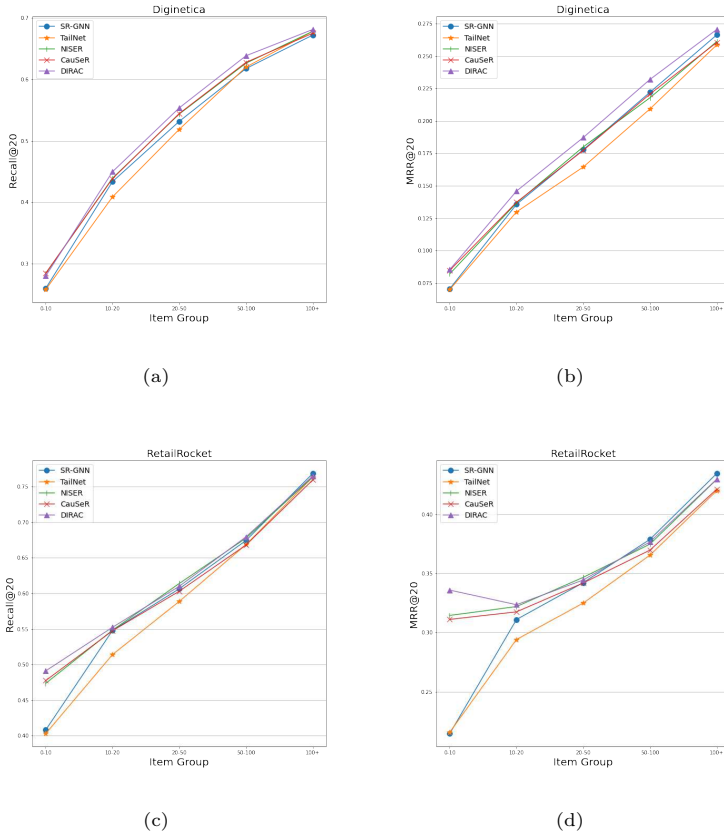 Diginetica
0.7
0.6
0.5
0.4
0.3
Recall@20
SR-GNN
TailNet
NISER
CauSeR
DIRAC
0-10
10-20
20-50
50-100
100+
Item Group
(a)
Diginetica
0.275
0.250
0.225
0.200
0.175
0.150
0.125
0.100
0.075
MRR@20
SR-GNN
TailNet
NISER
CauSeR
DIRAC
0-10
10-20
20-50
50-100
100+
Item Group
(b)
RetailRocket
0.75
0.70
0.65
0.60
0.55
0.50
0.45
0.40
Recall@20
SR-GNN
TailNet
NISER
CauSeR
DIRAC
0-10
10-20
20-50
50-100
100+
Item Group
(c)
RetailRocket
0.40
0.35
0.30
0.25
MRR@20
SR-GNN
TailNet
NISER
CauSeR
DIRAC
0-10
10-20
20-50
50-100
100+
Item Group
(d)